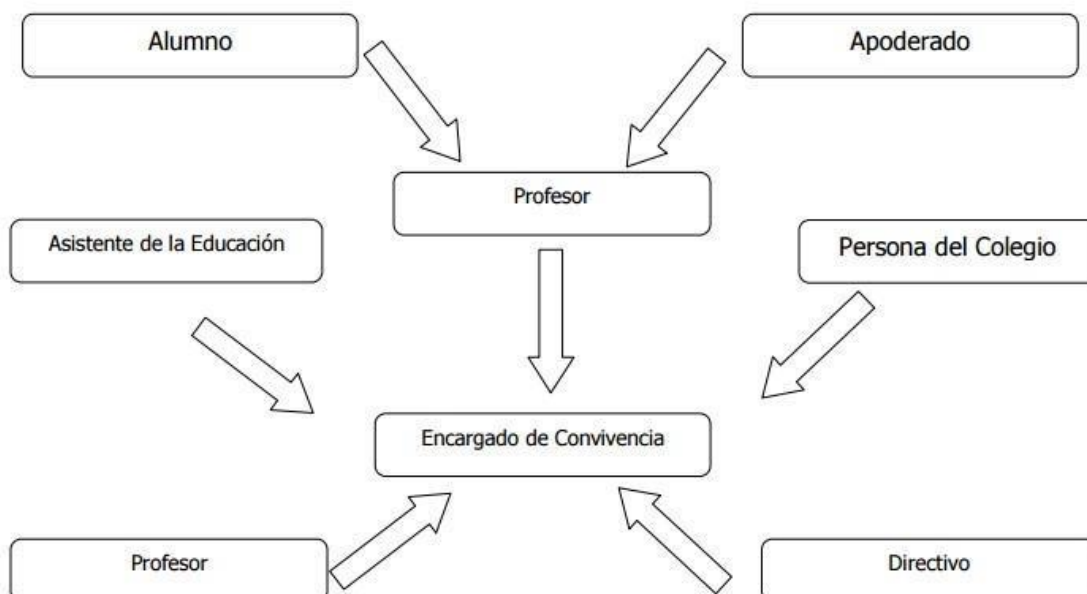 Alumno
Apoderado
Profesor
Asistente de la Educación
Persona del Colegio
Encargado de Convivencia
Profesor
Directivo